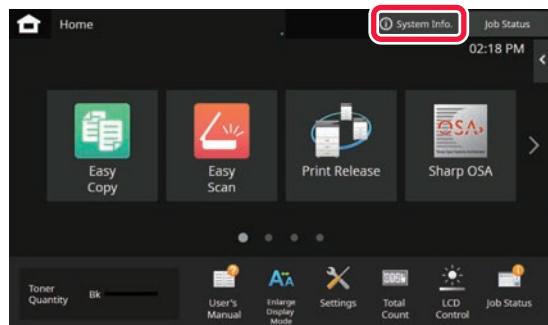 Home
System Info.
Job Status
02:18 PM
Easy
Copy
Easy
Scan
Print Release
OSA
Sharp OSA
Toner
Quantity
Bk
User's
Manual
Enlarge
Display
Mode
Settings
Total
Count
LCD
Control
Job Status